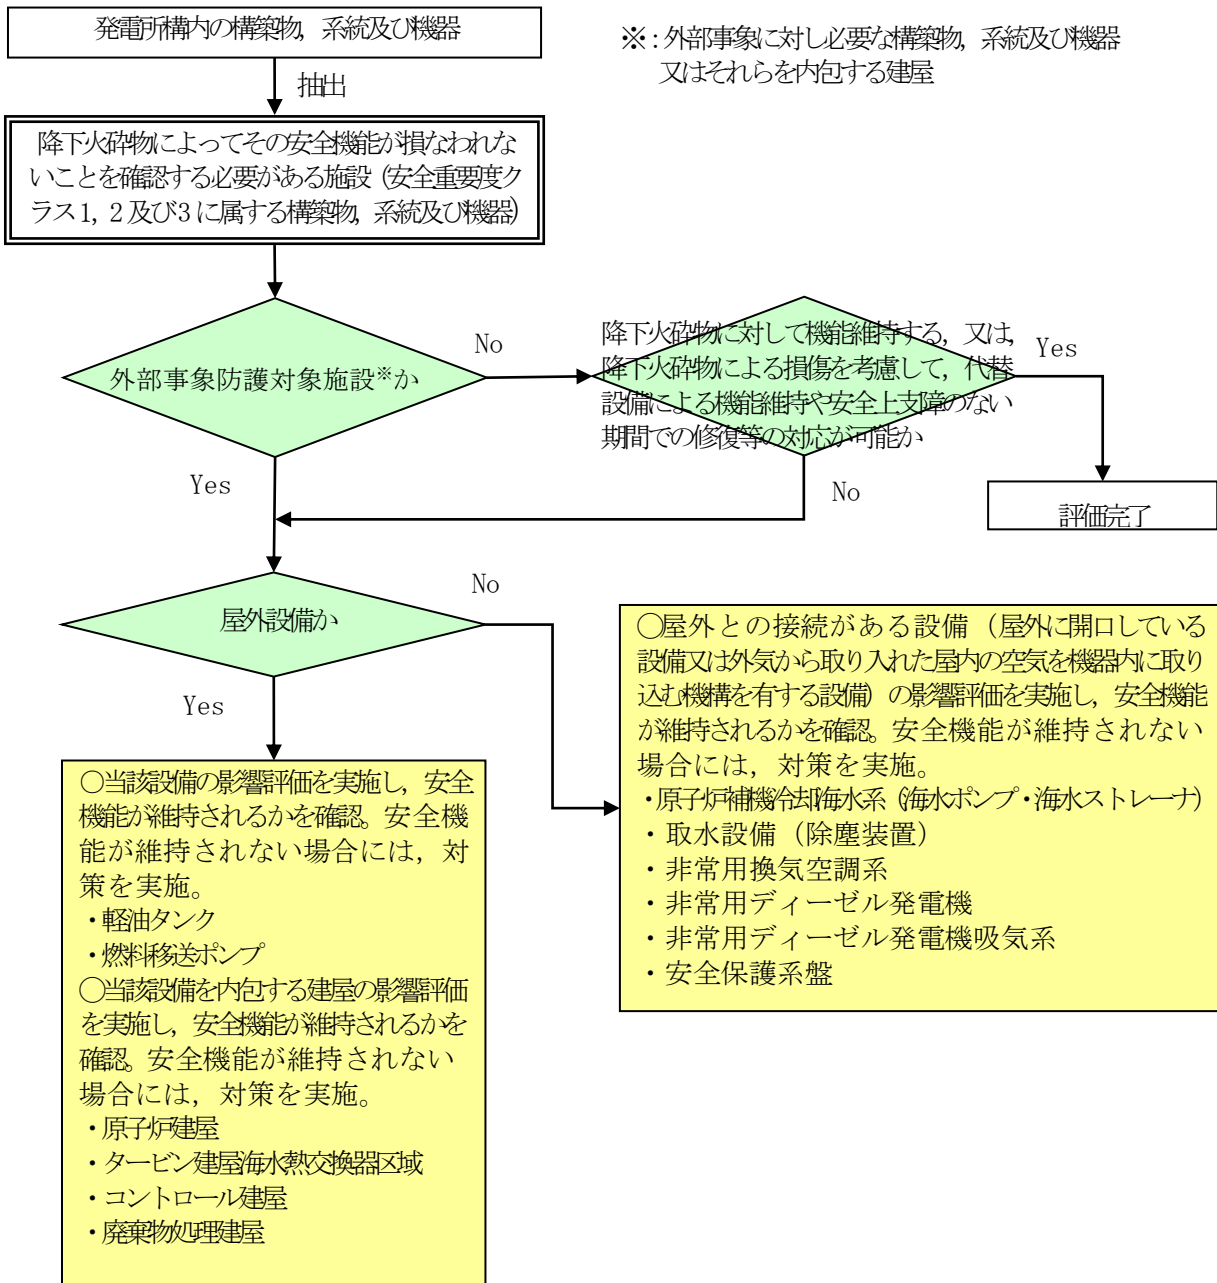 発電所構内の構築物，系統及び機器
※：外部事象に対し必要な構築物，系統及び機器
又はそれらを内包する建屋
抽出
降下火砕物によってその安全機能が損なわれな
いことを確認する必要がある施設（安全重要度ク
ラス1，2及び3に属する構築物，系統及び機器）
外部事象防護対象施設※か
No
降下火砕物に対して機能維持する，又は，
降下火砕物による損傷を考慮して，代替
設備による機能維持や安全上支障のない
期間での修復等の対応が可能か
Yes
評価完了
Yes
No
屋外設備か
No
Yes
○屋外との接続がある設備（屋外に開口している
設備又は外気から取り入れた屋内の空気を機器内に取り
込む機構を有する設備）の影響評価を実施し，安全機能
が維持されるかを確認。安全機能が維持されない
場合には，対策を実施。
・原子炉補機冷却海水系（海水ポンプ・海水ストレーナ）
・取水設備（除塵装置）
・非常用換気空調系
・非常用ディーゼル発電機
・非常用ディーゼル発電機吸気系
・安全保護系盤
○当該設備の影響評価を実施し，安全
機能が維持されるかを確認。安全機
能が維持されない場合には，対
策を実施。
・軽油タンク
・燃料移送ポンプ
○当該設備を内包する建屋の影響評価
を実施し，安全機能が維持されるかを
確認。安全機能が維持されない
場合には，対策を実施。
・原子炉建屋
・タービン建屋海水熱交換器区域
・コントロール建屋
・廃棄物処理建屋